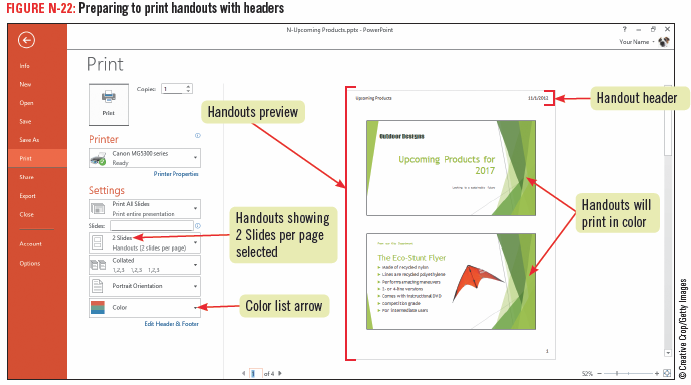 FIGURE N-22: Preparing to print handouts with headers
N-Upcoming Products.pptx - PowerPoint
? – X
Your Name
Info
New
Open
Save
Save As
Print
Share
Export
Close
Account
Options
Print
Print
Copies: 1
Printer
Canon MG5300 series
Ready
Printer Properties
Settings
Print All Slides
Print entire presentation
Slides:
2 Slides
Handouts (2 slides per page)
Collated
1,2,3 1,2,3 1,2,3
Portrait Orientation
Color
Edit Header & Footer
Handouts preview
Handouts showing
2 Slides per page
selected
Color list arrow
Upcoming Products
Outdoor Designs
Upcoming Products for
2017
The Eco-Stunt Flyer
Made of recycled nylon
Lines are recycled polyethylene
Performs amazing maneuvers
2- or 4-line versions
Comes with instructional DVD
Competition grade
For intermediate users
1
Handout header
Handouts will
print in color
1 of 4
52%
© Creative Crop/Getty Images